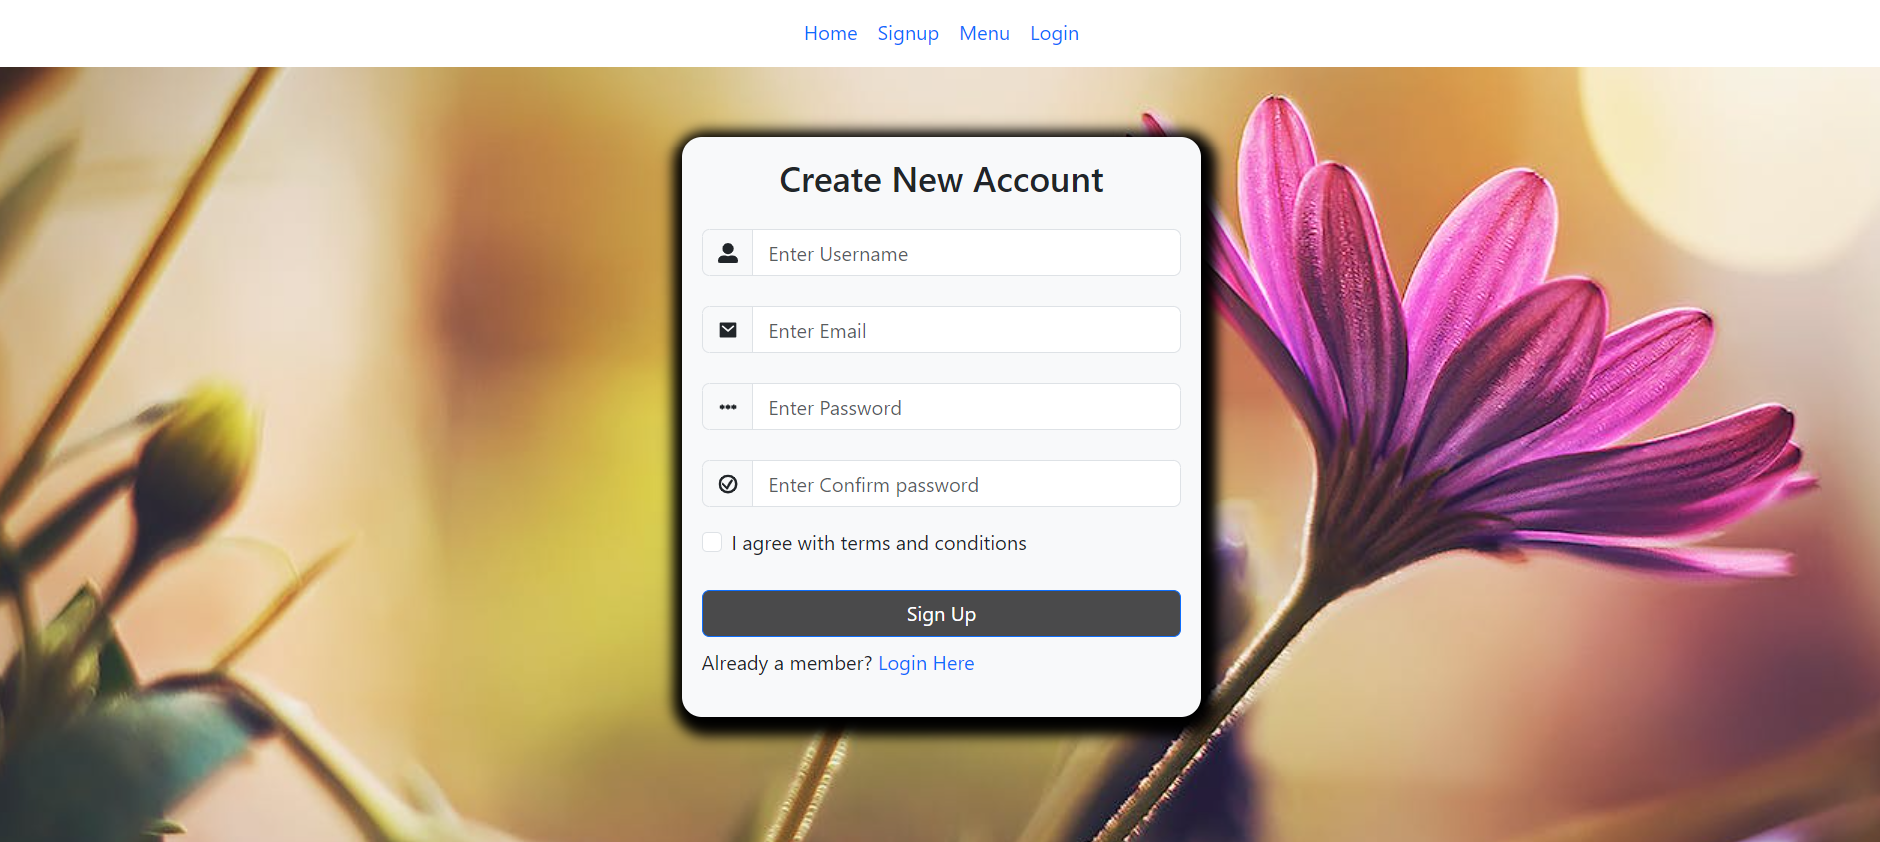 Home Signup Menu Login
Create New Account
Enter Username
Enter Email
Enter Password
Enter Confirm password
I agree with terms and conditions
Sign Up
Already a member? Login Here